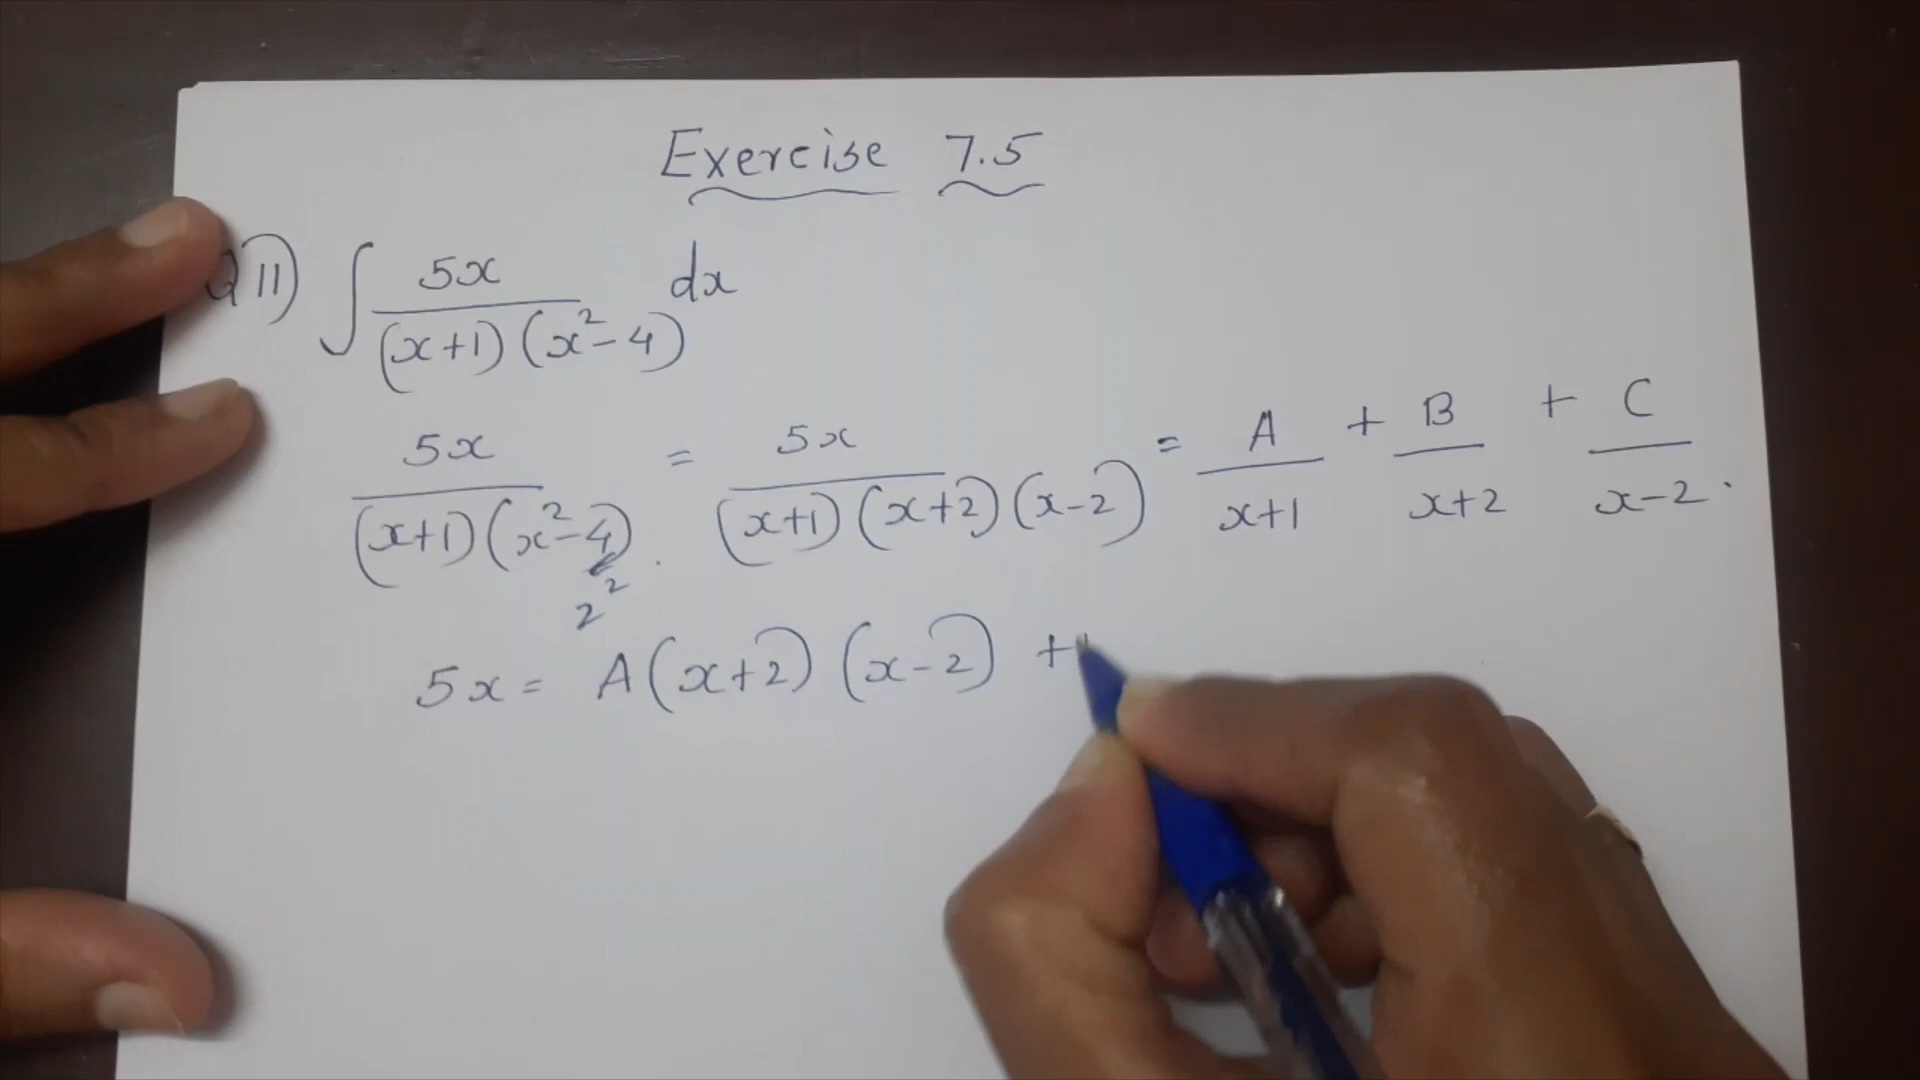 Exercise 7.5
Q 11) ∫ 5x / (x+1)(x²-4) dx
5x / (x+1)(x²-4) = 5x / (x+1)(x+2)(x-2) = A / x+1 + B / x+2 + C / x-2 .
2²
5x = A(x+2)(x-2) +